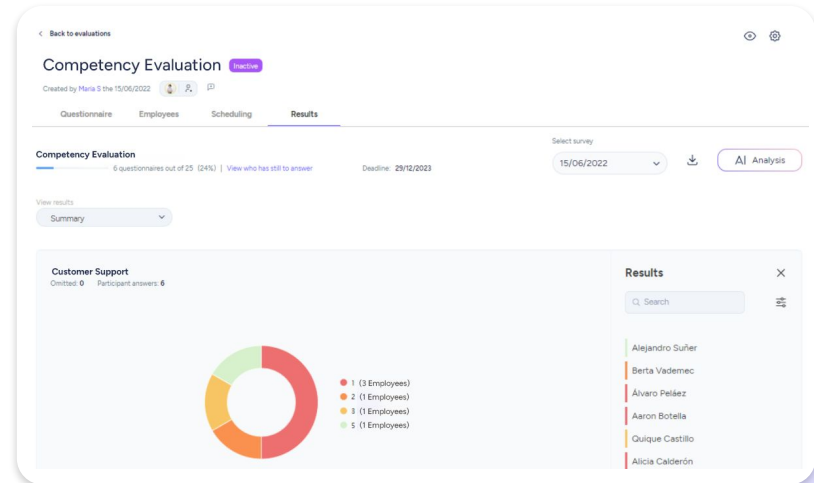 Back to evaluations
Competency Evaluation Inactive
Created by Maria S the 15/06/2022
Questionnaire Employees Scheduling Results
Select survey
Competency Evaluation
6 questionnaires out of 25 (24%) | View who has still to answer Deadline: 29/12/2023
15/06/2022
AI Analysis
View results
Summary
Customer Support
Omitted: 0 Participant answers: 6
1 (3 Employees)
2 (1 Employees)
3 (1 Employees)
5 (1 Employees)
Results
Search
Alejandro Suñer
Berta Vademec
Álvaro Peláez
Aaron Botella
Quique Castillo
Alicia Calderón